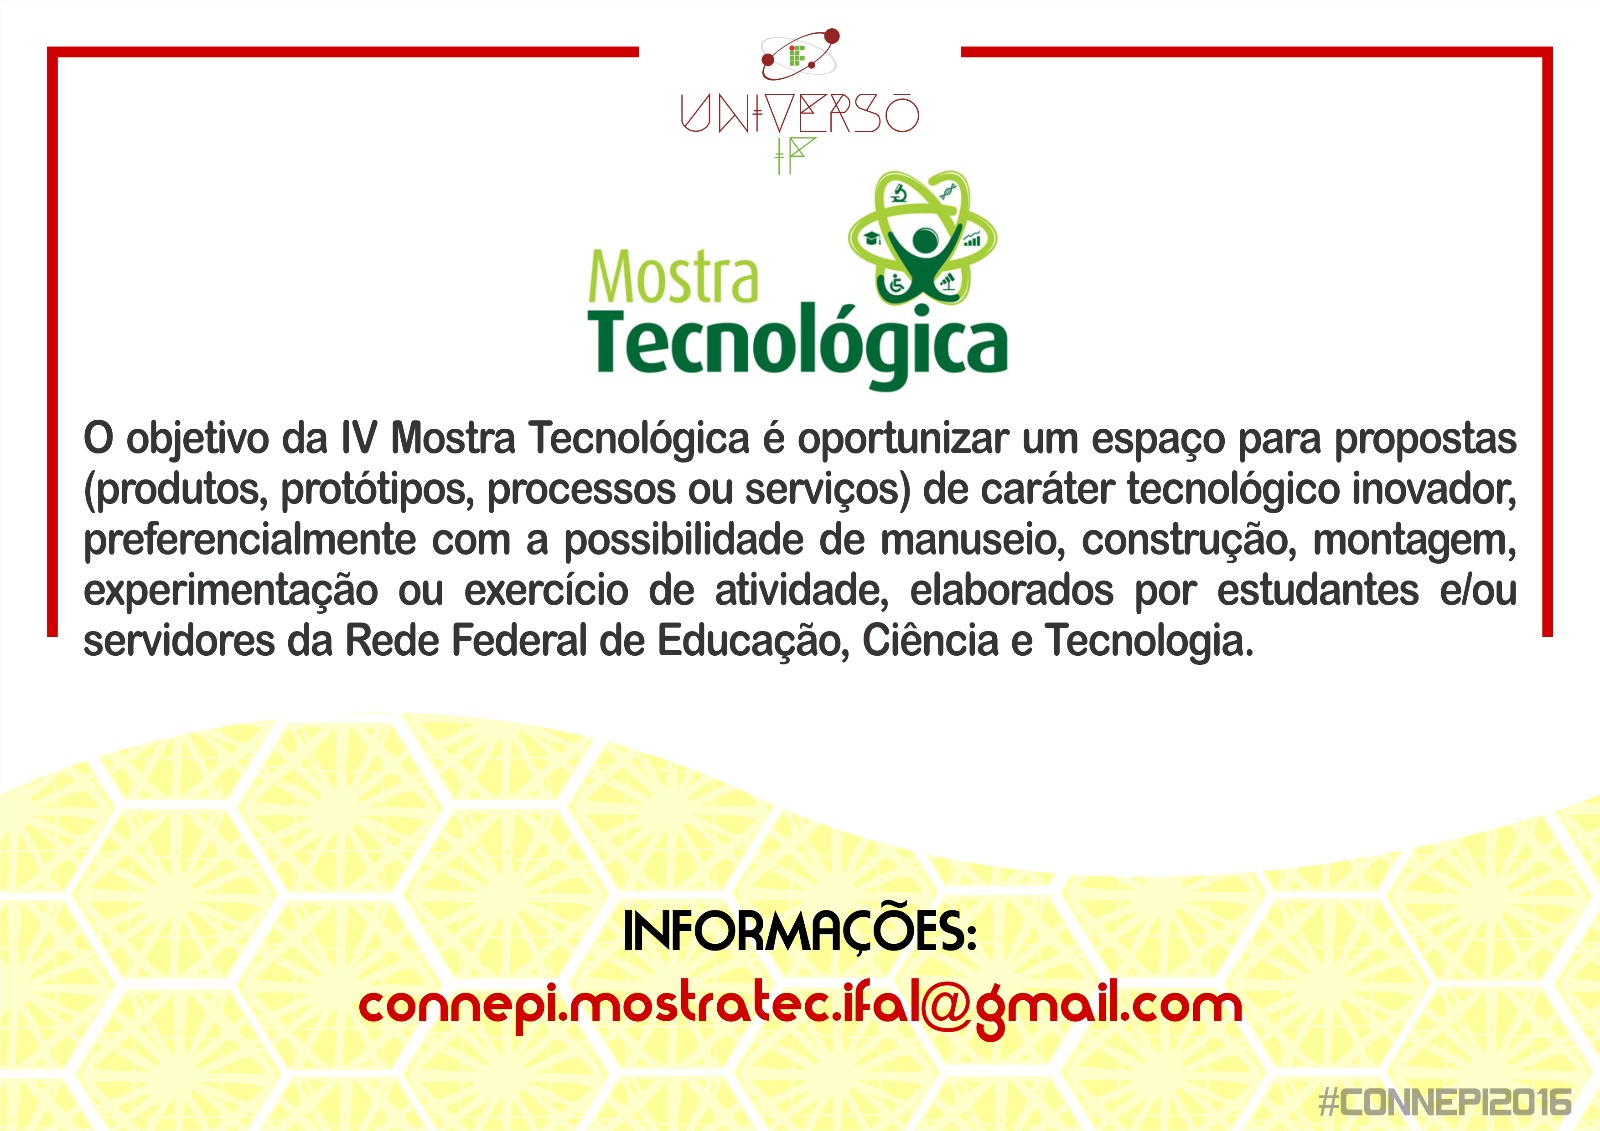 UNIVERSO
IF
Mostra
Tecnológica
O objetivo da IV Mostra Tecnológica é oportunizar um espaço para propostas
(produtos, protótipos, processos ou serviços) de caráter tecnológico inovador,
preferencialmente com a possibilidade de manuseio, construção, montagem,
experimentação ou exercício de atividade, elaborados por estudantes e/ou
servidores da Rede Federal de Educação, Ciência e Tecnologia.
INFORMAÇÕES:
connepi.mostratec.ifal@gmail.com
#CONNEPI2016